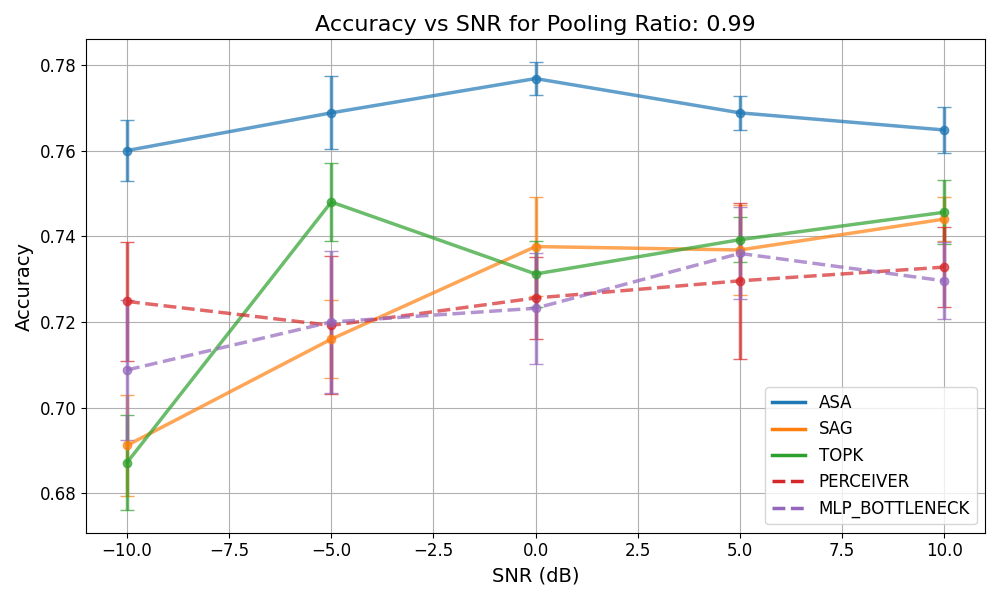 Accuracy vs SNR for Pooling Ratio: 0.99
Accuracy
0.78
0.76
0.74
0.72
0.70
0.68
−10.0 −7.5 −5.0 −2.5 0.0 2.5 5.0 7.5 10.0
SNR (dB)
ASA
SAG
TOPK
PERCEIVER
MLP_BOTTLENECK